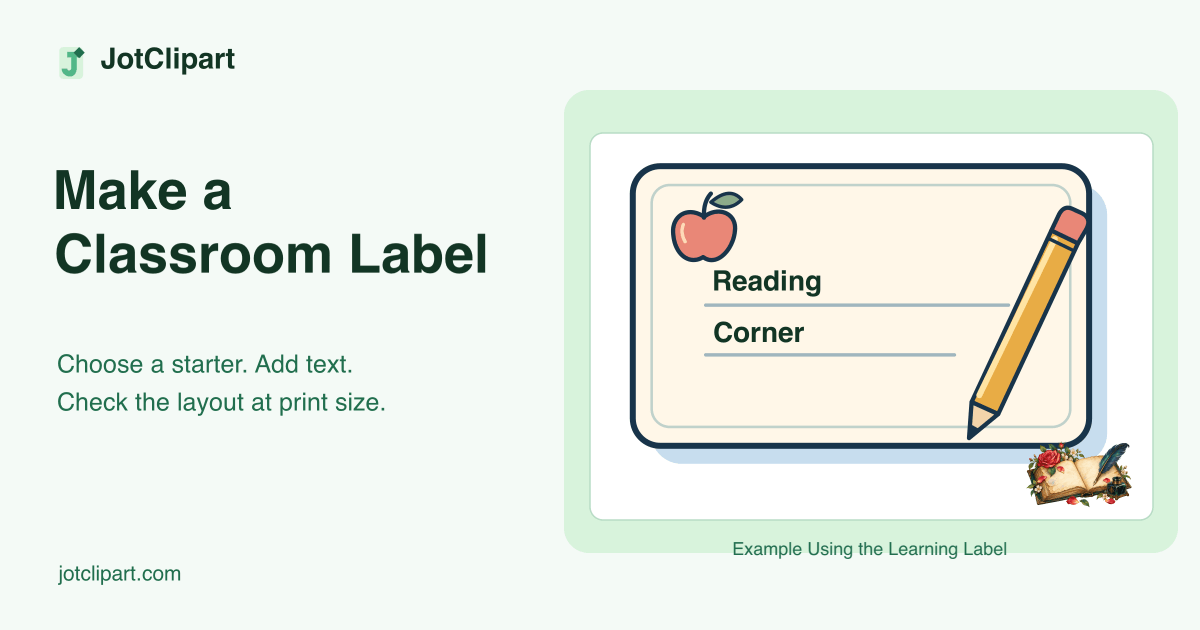 JotClipart
Make a
Classroom Label
Choose a starter. Add text.
Check the layout at print size.
jotclipart.com
Reading
Corner
Example Using the Learning Label